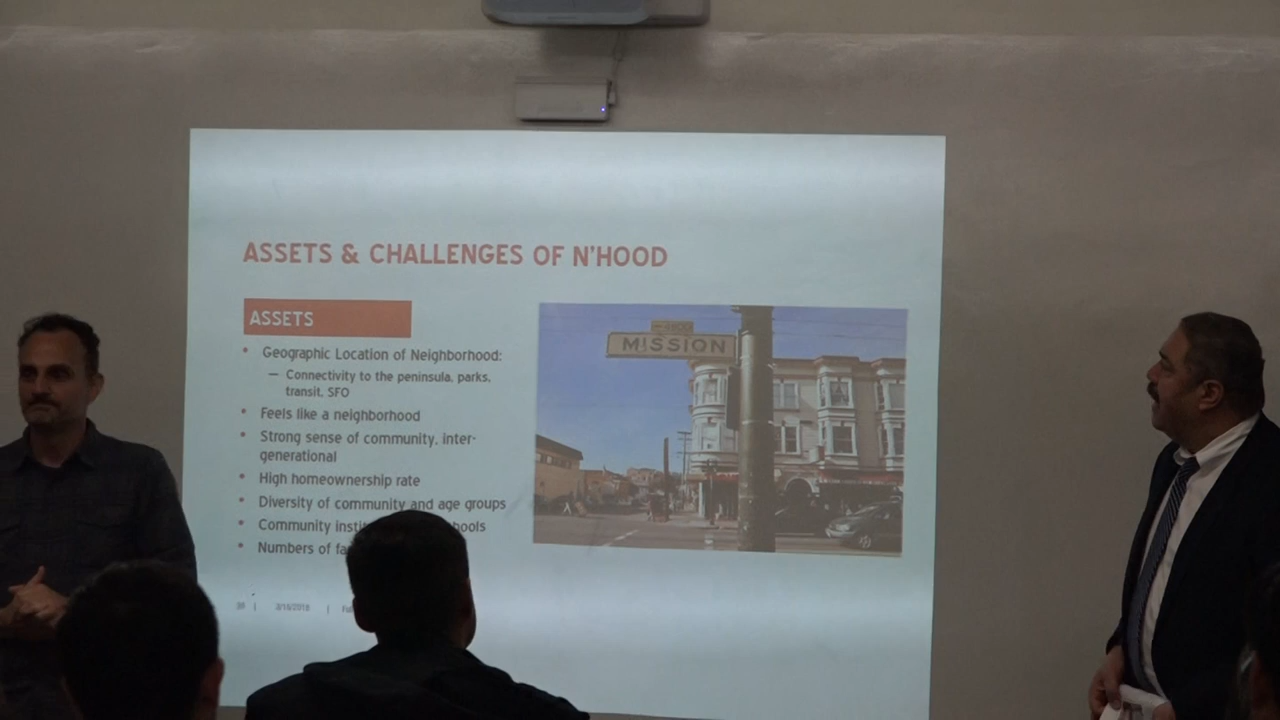 ASSETS & CHALLENGES OF N'HOOD
ASSETS
• Geographic Location of Neighborhood:
– Connectivity to the peninsula, parks,
transit, SFO
• Feels like a neighborhood
• Strong sense of community, inter-
generational
• High homeownership rate
• Diversity of community and age groups
• Community
• Numbers of
MISSION